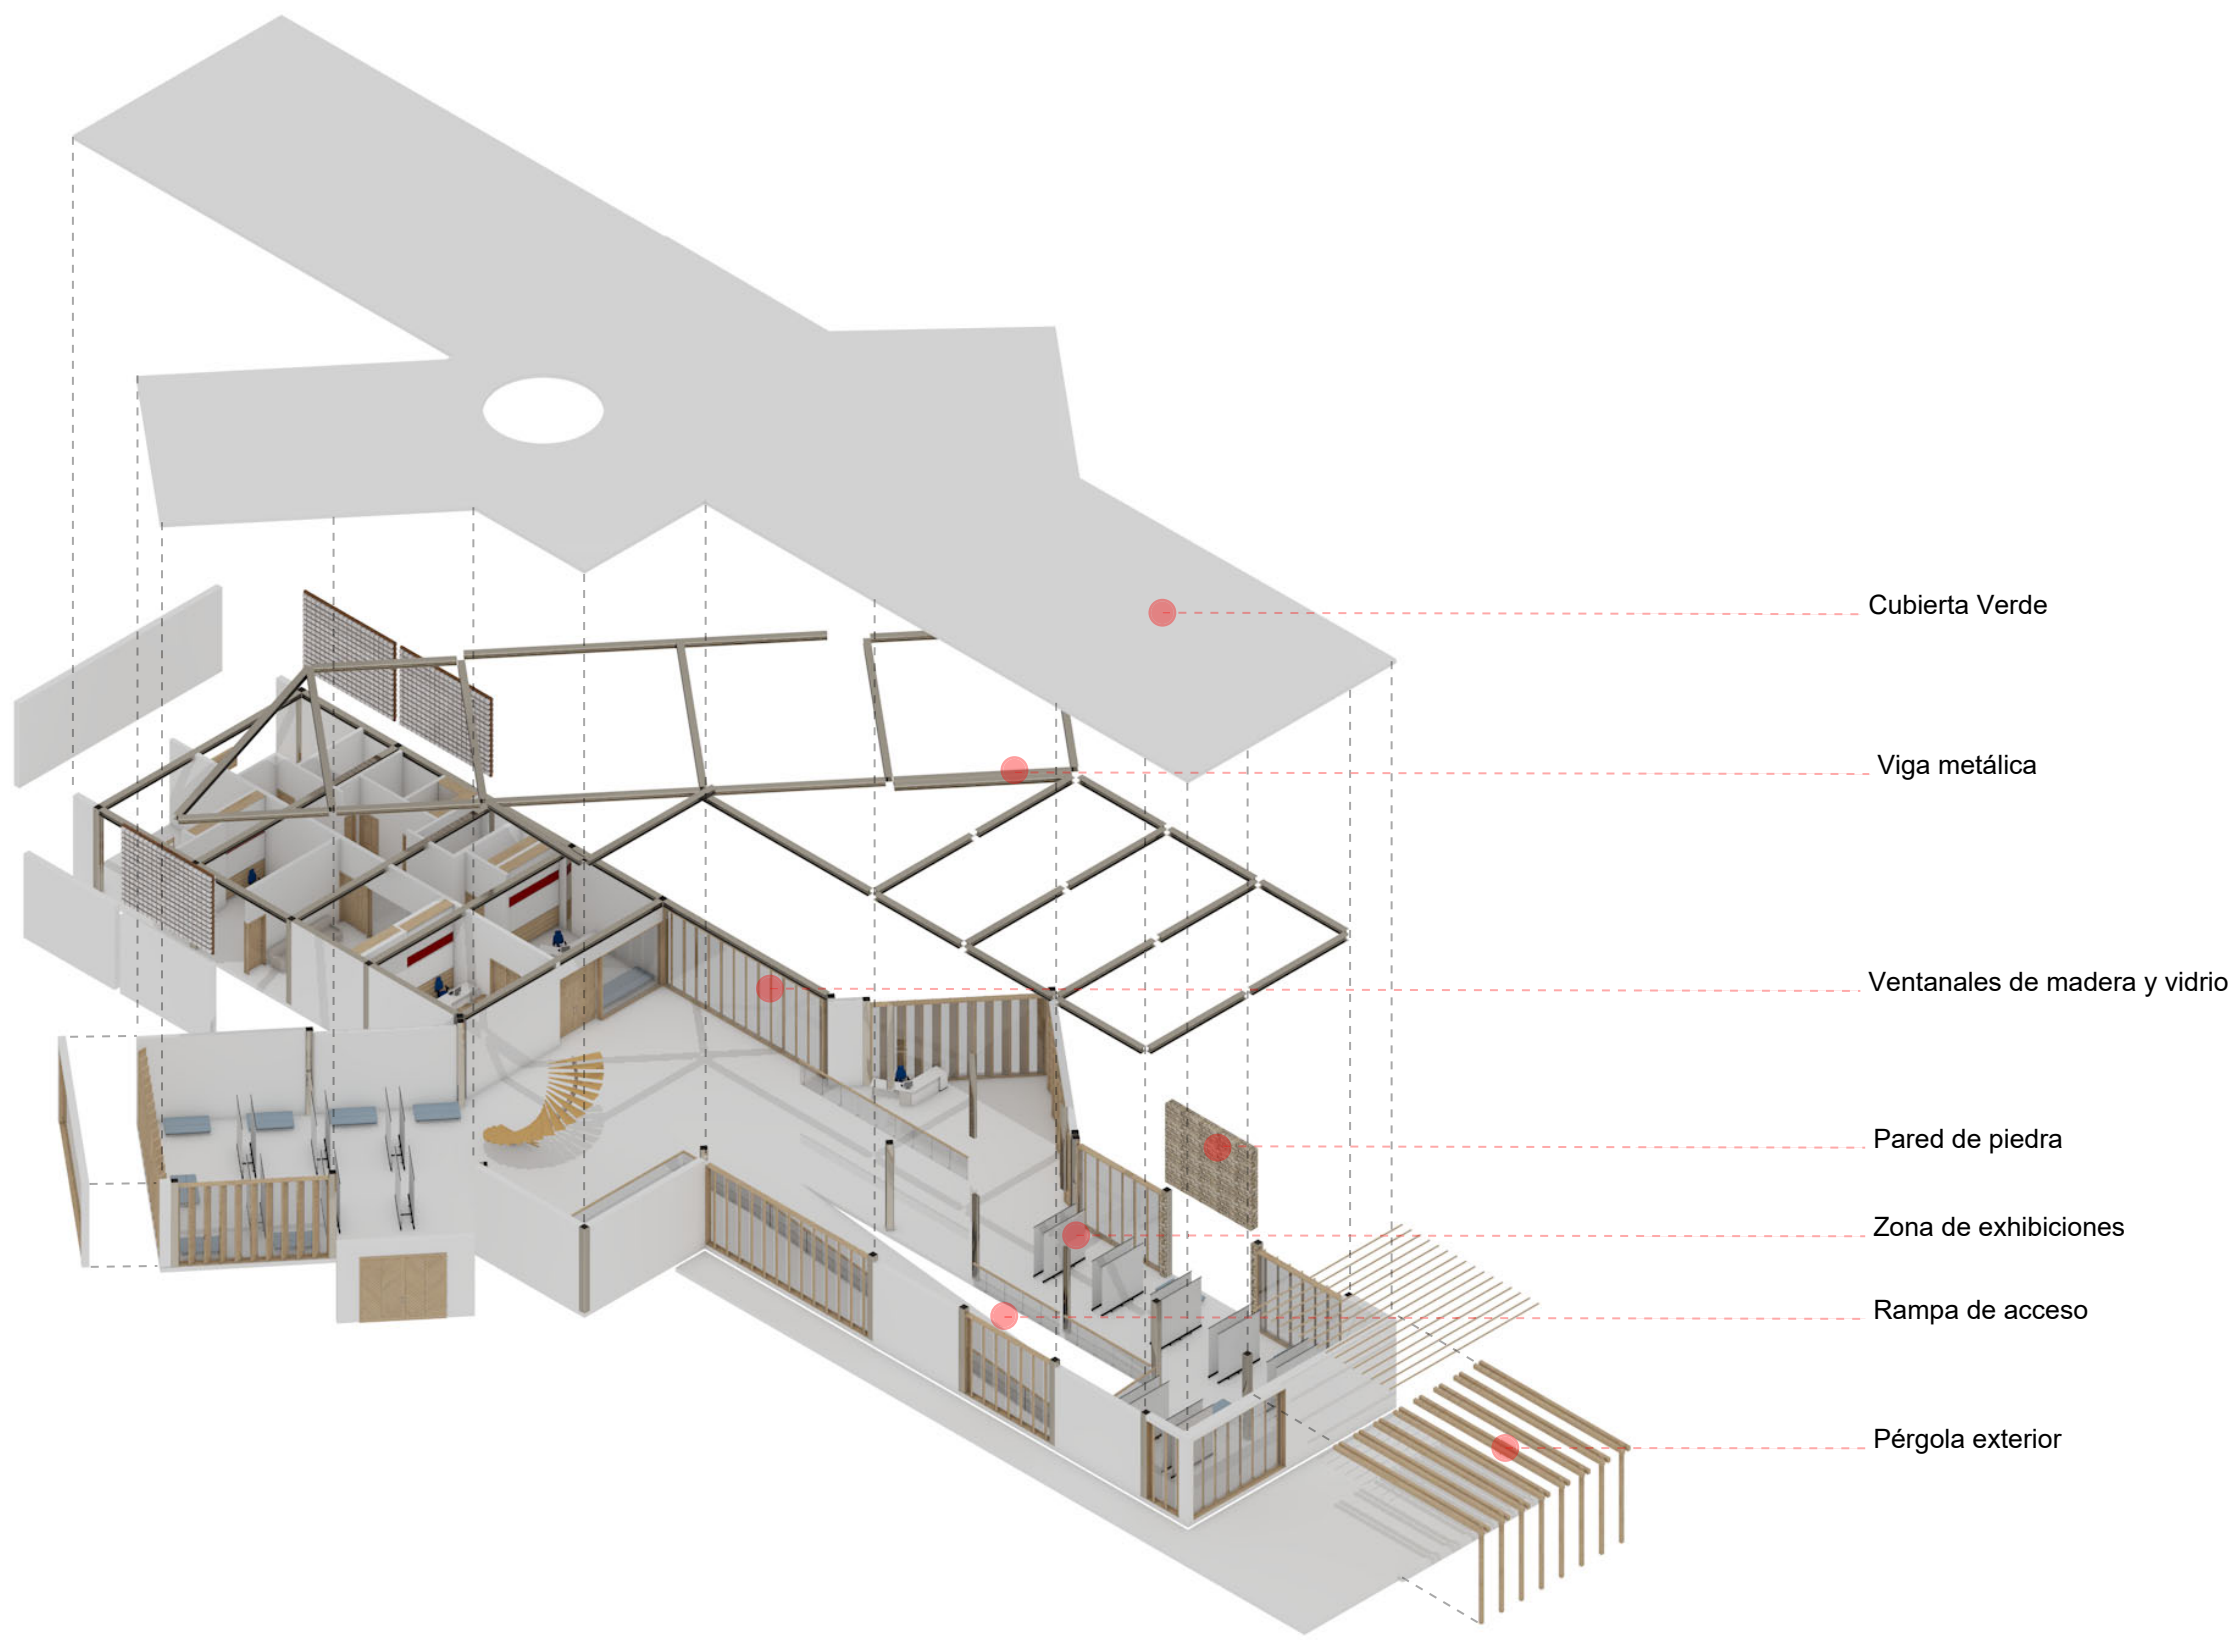 Cubierta Verde
Viga metálica
Ventanales de madera y vidrio
Pared de piedra
Zona de exhibiciones
Rampa de acceso
Pérgola exterior